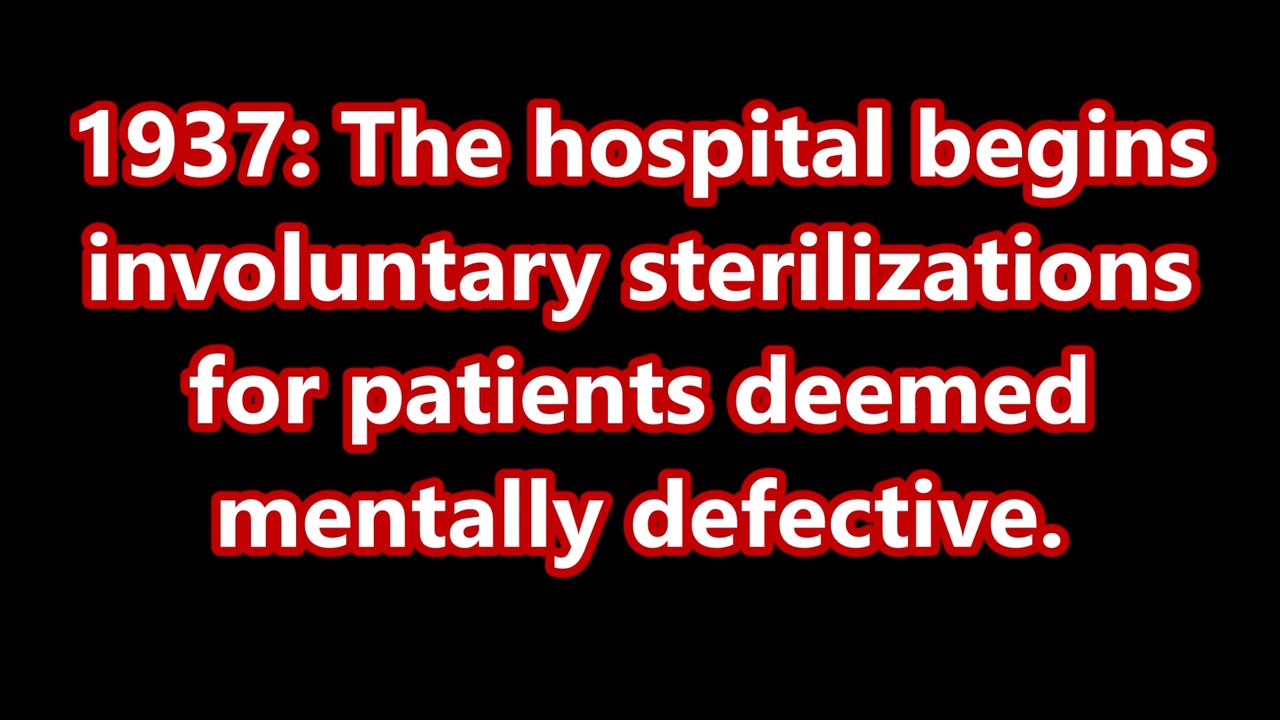 1937: The hospital begins
involuntary sterilizations
for patients deemed
mentally defective.